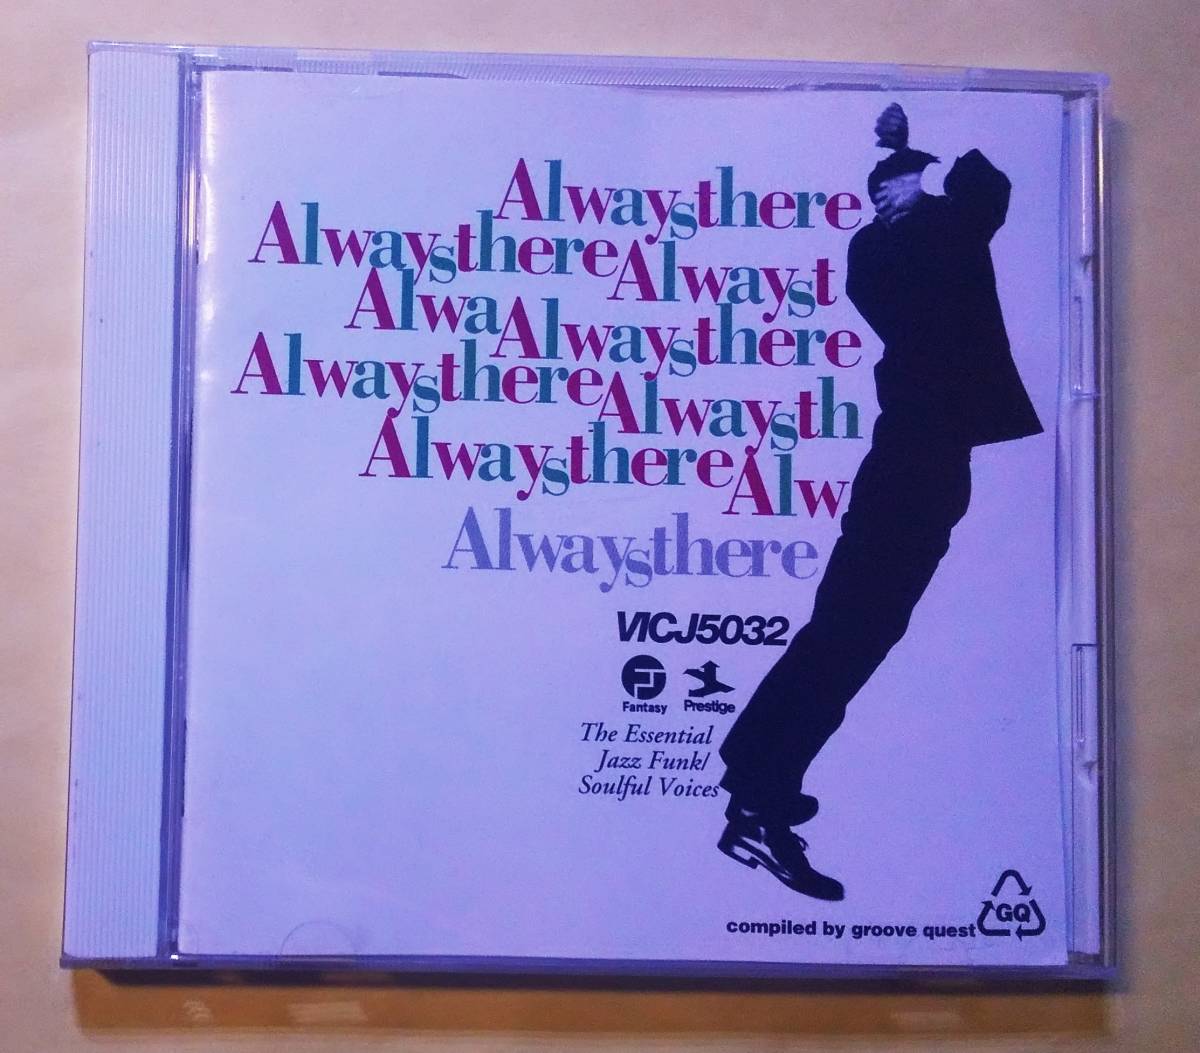 Alwaysthere
AlwaysthereAlwayst
AlwaAlwaysthere
AlwaysthereAlwaysth
AlwaysthereAlw
Alwaysthere
VICJ5032
Fantasy Prestige
The Essential
Jazz Funk/
Soulful Voices
GQ
compiled by groove quest